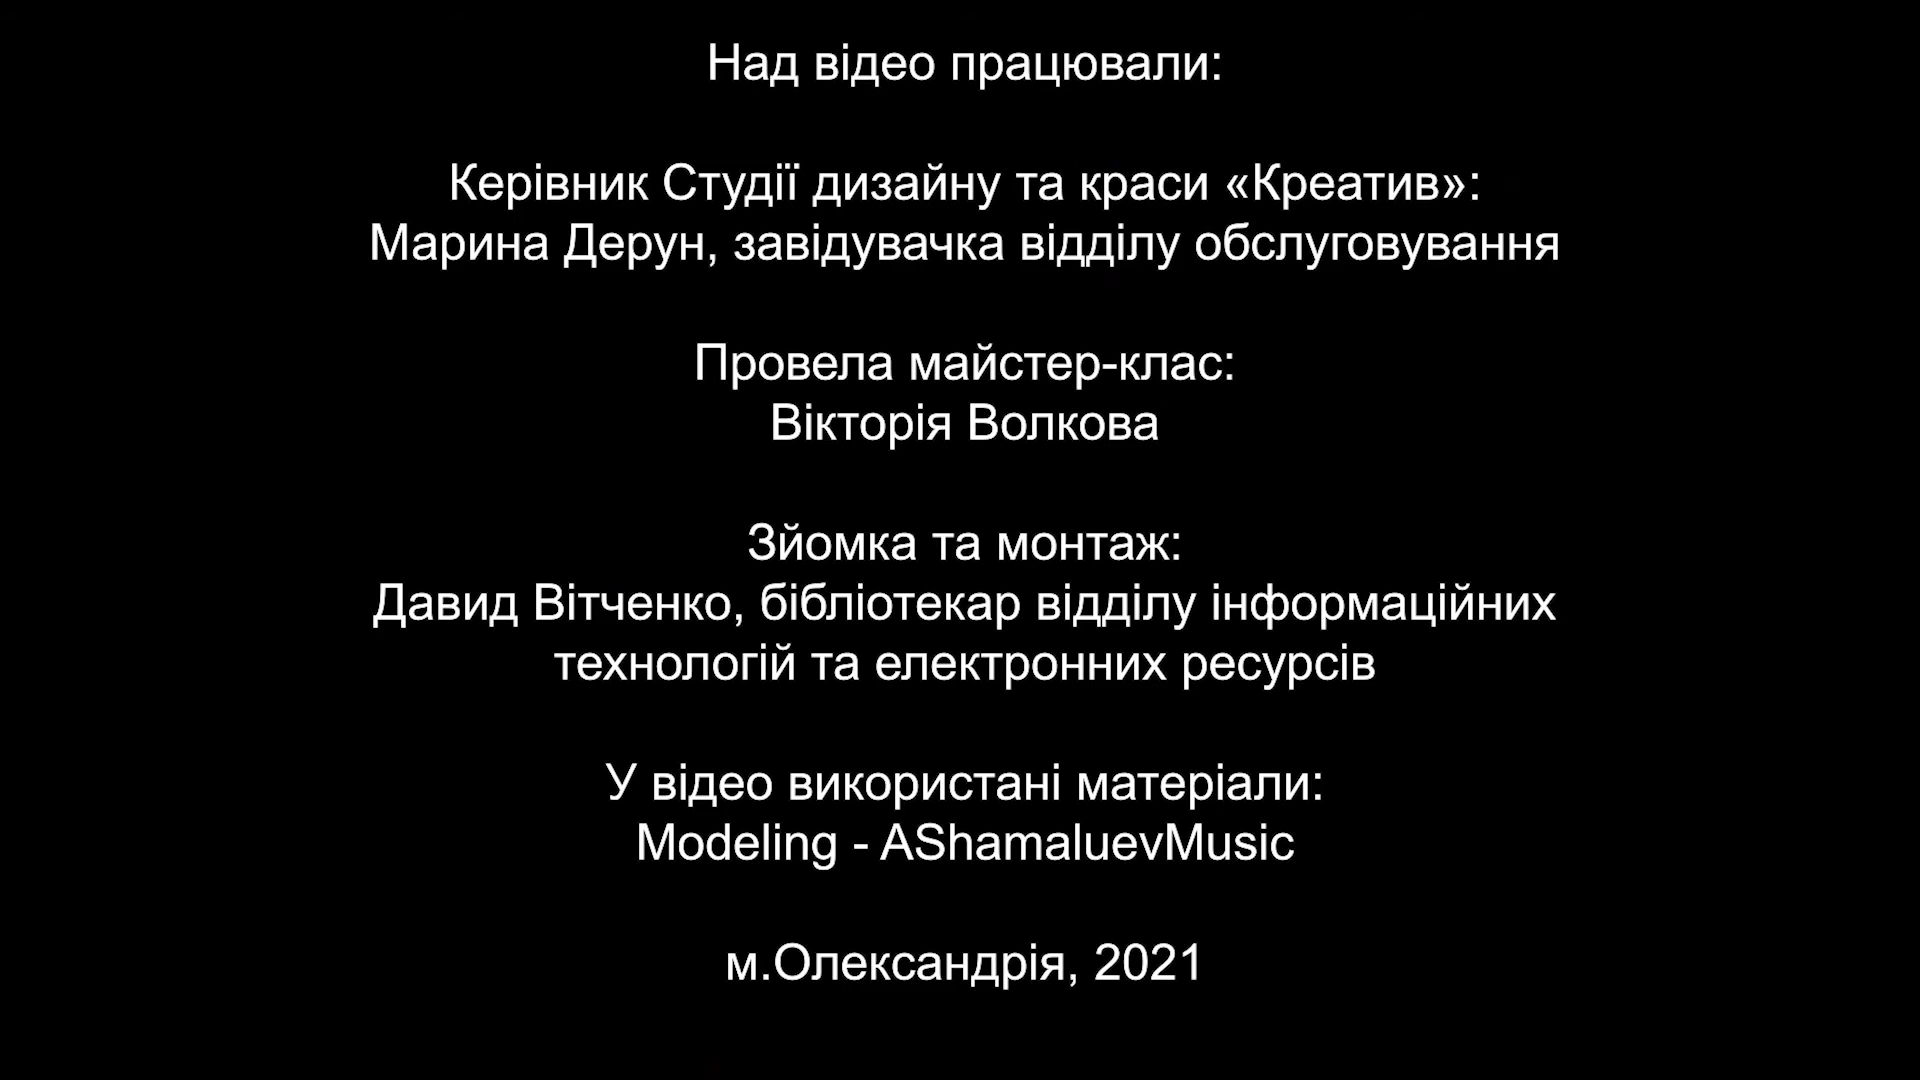 Над відео працювали:
Керівник Студії дизайну та краси «Креатив»:
Марина Дерун, завідувачка відділу обслуговування
Провела майстер-клас:
Вікторія Волкова
Зйомка та монтаж:
Давид Вітченко, бібліотекар відділу інформаційних
технологій та електронних ресурсів
У відео використані матеріали:
Modeling - AShamaluevMusic
м.Олександрія, 2021